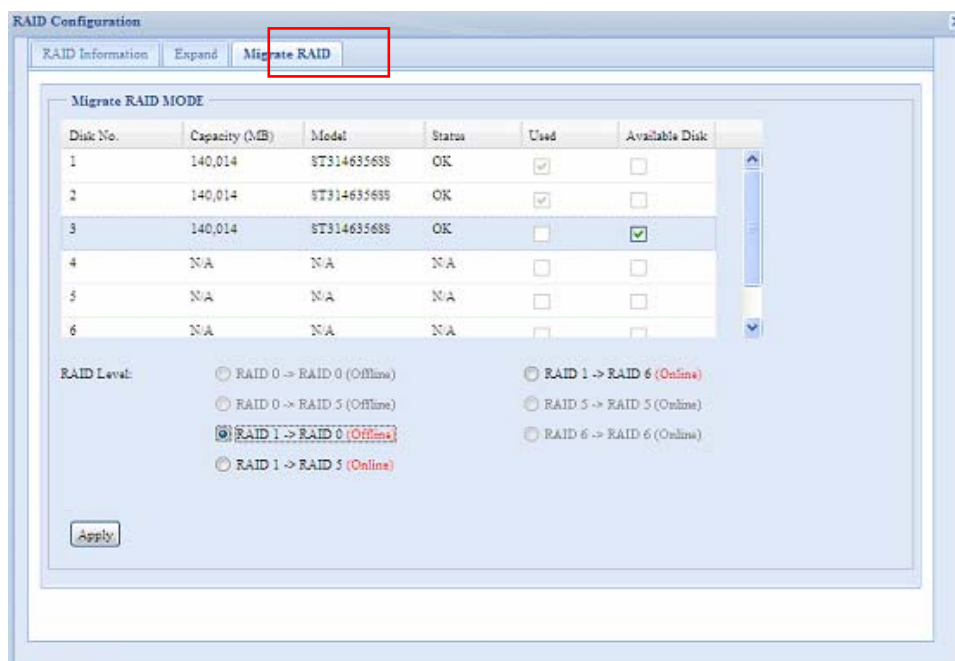 RAID Configuration
RAID Information Expand Migrate RAID
Migrate RAID MODE
Disk No. Capacity (MB) Model Status Used Available Disk
1 140,014 ST3146356SS OK
2 140,014 ST3146356SS OK
3 140,014 ST3146356SS OK
4 N/A N/A N/A
5 N/A N/A N/A
6 N/A N/A N/A
RAID Level: RAID 0 -> RAID 0 (Offline) RAID 1 -> RAID 6 (Online)
RAID 0 -> RAID 5 (Offline) RAID 5 -> RAID 5 (Online)
RAID 1 -> RAID 0 (Offline) RAID 6 -> RAID 6 (Online)
RAID 1 -> RAID 5 (Online)
Apply